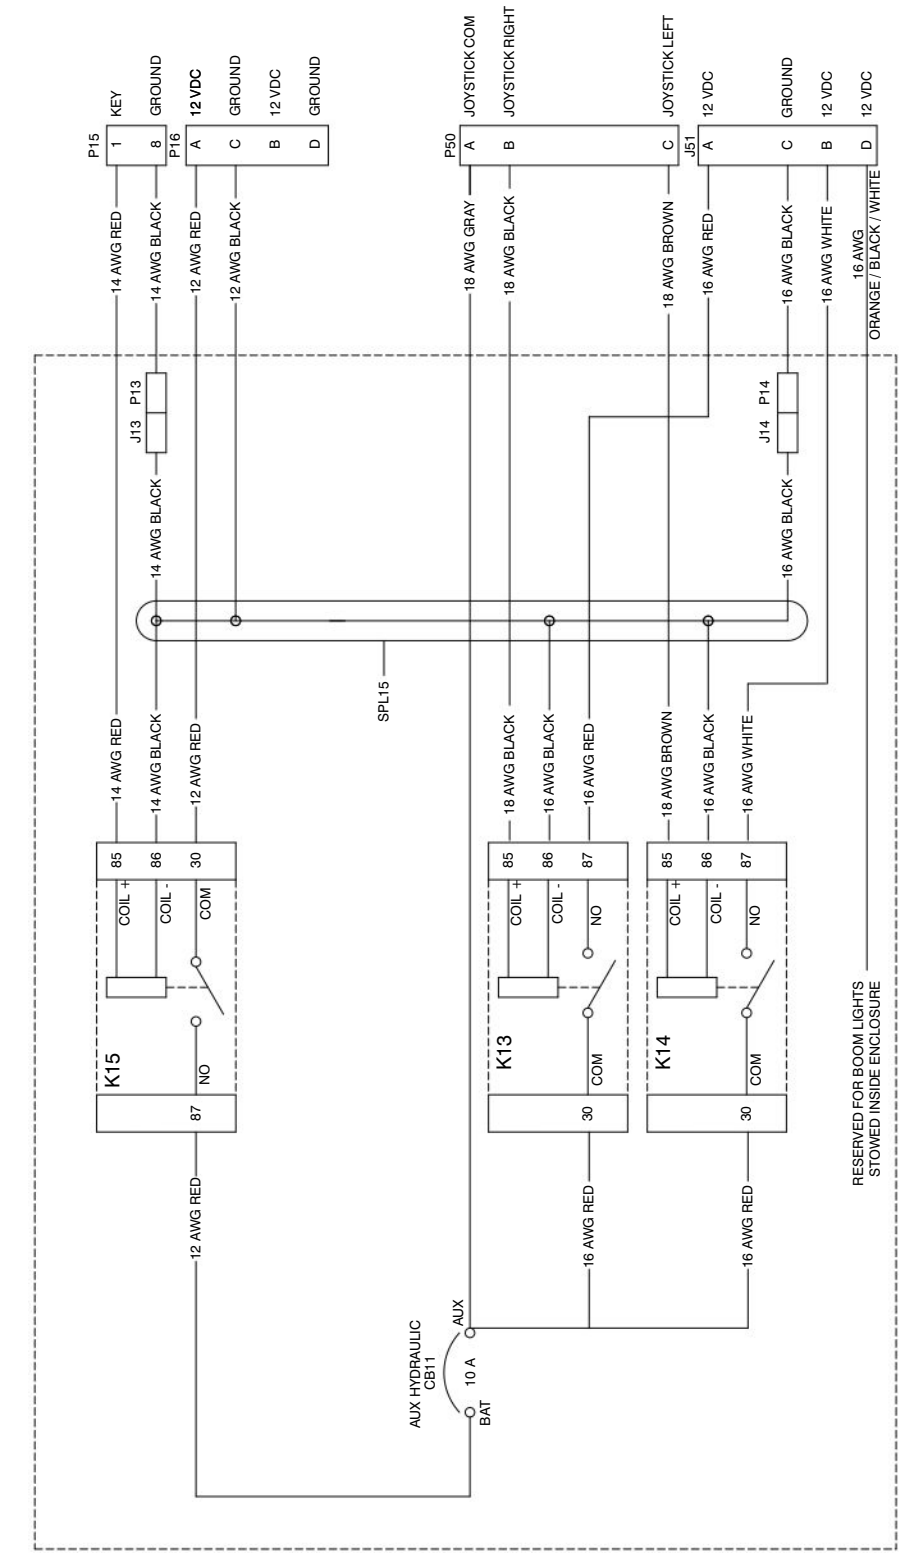 P15
1
KEY
8
GROUND
P16
A
12 VDC
C
GROUND
B
12 VDC
D
GROUND
P50
A
JOYSTICK COM
B
JOYSTICK RIGHT
C
JOYSTICK LEFT
J51
A
12 VDC
C
GROUND
B
12 VDC
D
12 VDC
14 AWG RED
14 AWG BLACK
12 AWG RED
12 AWG BLACK
18 AWG GRAY
18 AWG BLACK
18 AWG BROWN
16 AWG RED
16 AWG BLACK
16 AWG WHITE
16 AWG
ORANGE / BLACK / WHITE
J13 P13
J14 P14
14 AWG BLACK
16 AWG BLACK
SPL15
14 AWG RED
14 AWG BLACK
12 AWG RED
18 AWG BLACK
16 AWG BLACK
16 AWG RED
18 AWG BROWN
16 AWG BLACK
16 AWG WHITE
K15
85
COIL +
86
COIL -
30
COM
NO
87
K13
85
COIL +
86
COIL -
87
NO
COM
30
K14
85
COIL +
86
COIL -
87
NO
COM
30
RESERVED FOR BOOM LIGHTS
STOWED INSIDE ENCLOSURE
12 AWG RED
16 AWG RED
16 AWG RED
AUX HYDRAULIC
CB11
10 A
BAT
AUX